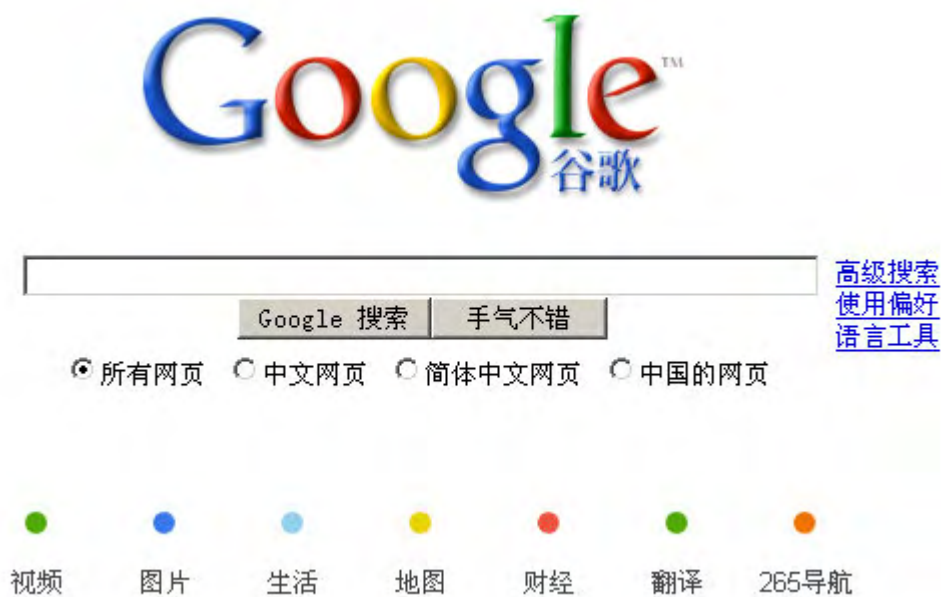 Google™
谷歌
高级搜索
使用偏好
语言工具
Google 搜索 手气不错
所有网页 中文网页 简体中文网页 中国的网页
视频 图片 生活 地图 财经 翻译 265导航